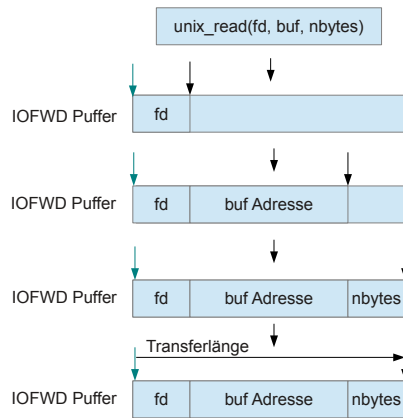 unix_read(fd, buf, nbytes)
IOFWD Puffer fd
IOFWD Puffer fd buf Adresse
IOFWD Puffer fd buf Adresse nbytes
Transferlänge
IOFWD Puffer fd buf Adresse nbytes